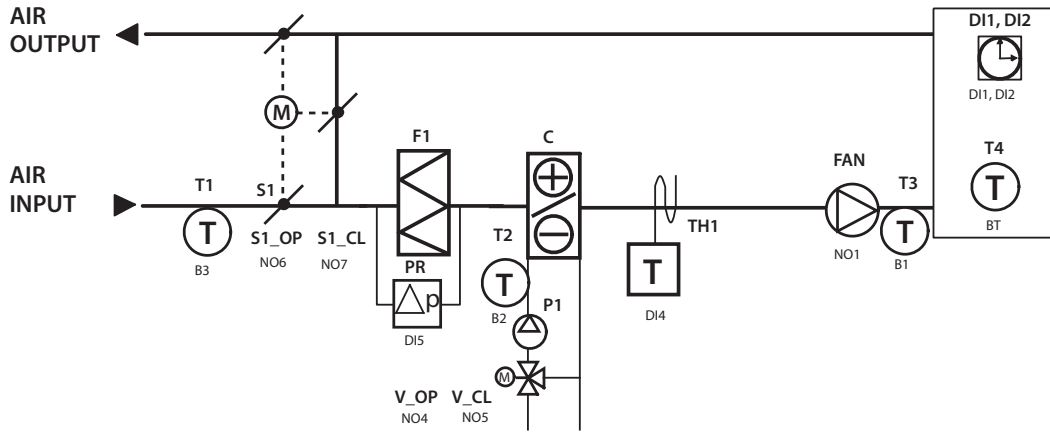 AIR
OUTPUT
DI1, DI2
DI1, DI2
M
F1
C
T4
T
BT
AIR
INPUT
T1
T
B3
S1
S1_OP
NO6
S1_CL
NO7
PR
p
DI5
T2
T
B2
P1
M
V_OP
NO4
V_CL
NO5
TH1
T
DI4
FAN
NO1
T3
T
B1